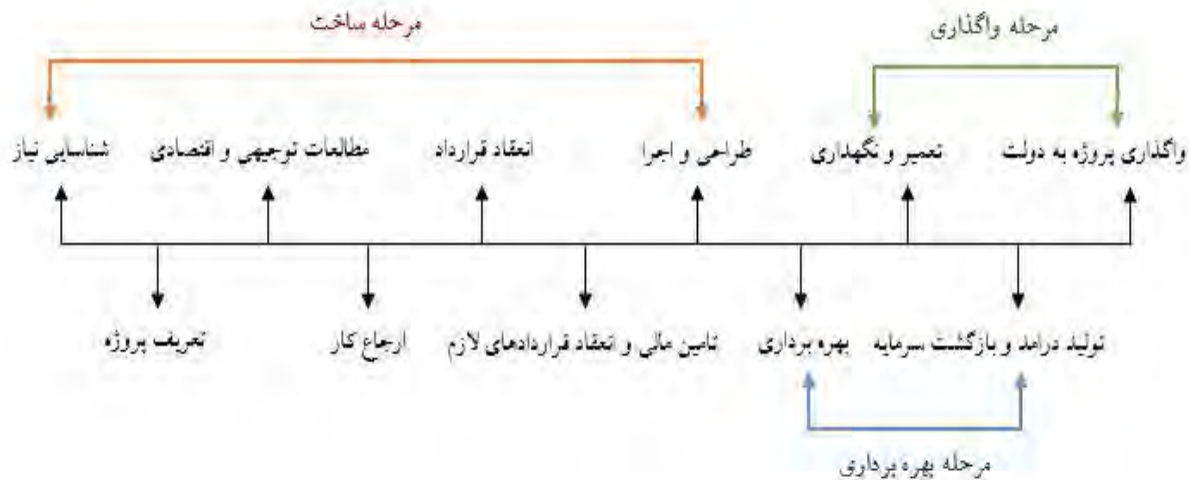 مرحله ساخت
مرحله واگذاری
شناسایی نیاز
مطالعات توجیهی و اقتصادی
انعقاد قرارداد
طراحی و اجرا
تعمیر و نگهداری
واگذاری پروژه به دولت
تعریف پروژه
ارجاع کار
تامین مالی و انعقاد قراردادهای لازم
بهره برداری
تولید درامد و بازگشت سرمایه
مرحله بهره برداری